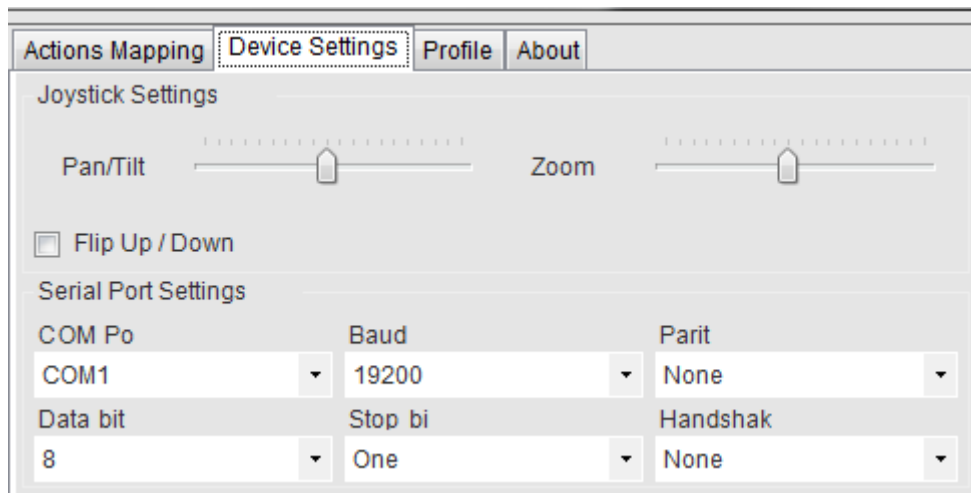 Actions Mapping Device Settings Profile About
Joystick Settings
Pan/Tilt Zoom
Flip Up / Down
Serial Port Settings
COM Po Baud Parit
COM1 19200 None
Data bit Stop bi Handshak
8 One None